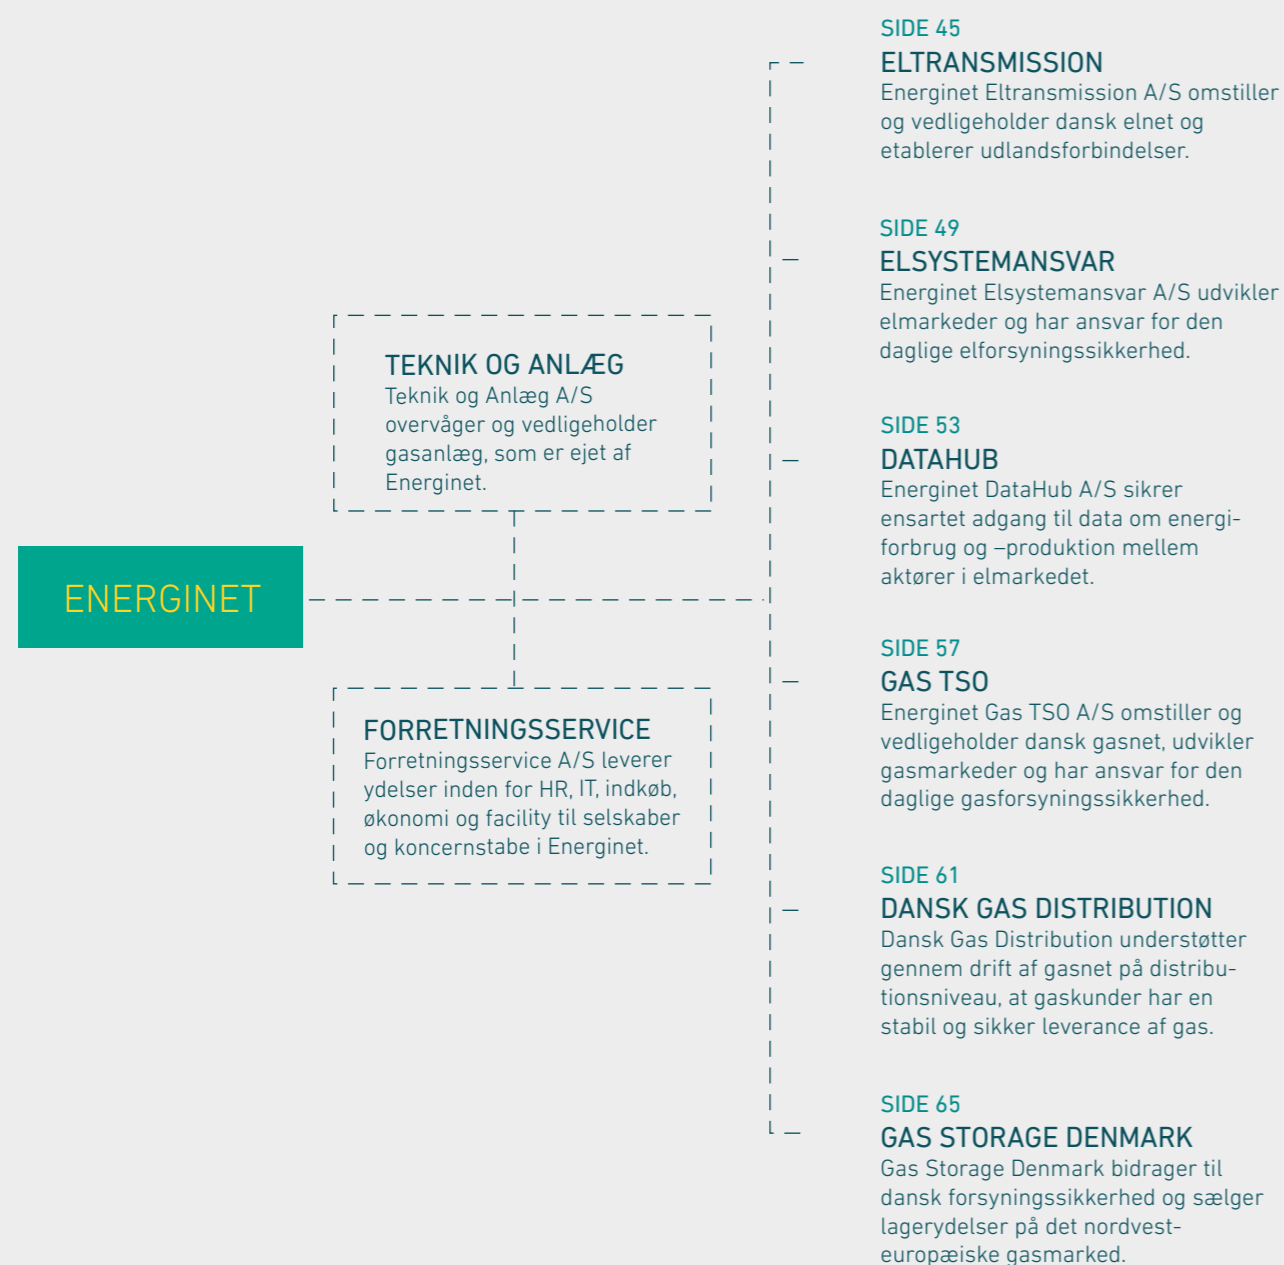 ENERGINET
TEKNIK OG ANLÆG
Teknik og Anlæg A/S
overvåger og vedligeholder
gasanlæg, som er ejet af
Energinet.
FORRETNINGSSERVICE
Forretningsservice A/S leverer
ydelser inden for HR, IT, indkøb,
økonomi og facility til selskaber
og koncernstabe i Energinet.
SIDE 45
ELTRANSMISSION
Energinet Eltransmission A/S omstiller
og vedligeholder dansk elnet og
etablerer udlandsforbindelser.
SIDE 49
ELSYSTEMANSVAR
Energinet Elsystemansvar A/S udvikler
elmarkeder og har ansvar for den
daglige elforsyningssikkerhed.
SIDE 53
DATAHUB
Energinet DataHub A/S sikrer
ensartet adgang til data om energi-
forbrug og –produktion mellem
aktører i elmarkedet.
SIDE 57
GAS TSO
Energinet Gas TSO A/S omstiller og
vedligeholder dansk gasnet, udvikler
gasmarkeder og har ansvar for den
daglige gasforsyningssikkerhed.
SIDE 61
DANSK GAS DISTRIBUTION
Dansk Gas Distribution understøtter
gennem drift af gasnet på distribu-
tionsniveau, at gaskunder har en
stabil og sikker leverance af gas.
SIDE 65
GAS STORAGE DENMARK
Gas Storage Denmark bidrager til
dansk forsyningssikkerhed og sælger
lagerydelser på det nordvest-
europæiske gasmarked.